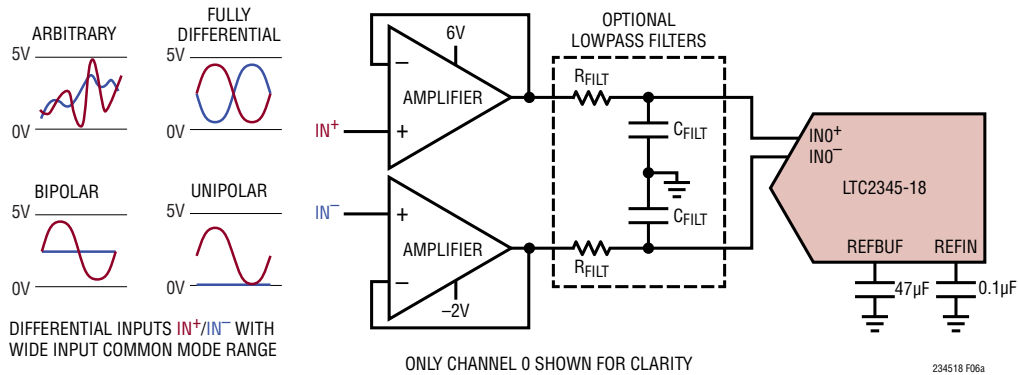 ARBITRARY
5V
0V
FULLY
DIFFERENTIAL
5V
0V
BIPOLAR
5V
0V
UNIPOLAR
5V
0V
DIFFERENTIAL INPUTS IN+/IN− WITH
WIDE INPUT COMMON MODE RANGE
6V
−
AMPLIFIER
+
IN+
IN−
+
AMPLIFIER
−
−2V
OPTIONAL
LOWPASS FILTERS
RFILT
CFILT
CFILT
RFILT
IN0+
IN0−
LTC2345-18
REFBUF REFIN
47µF
0.1µF
ONLY CHANNEL 0 SHOWN FOR CLARITY
234518 F06a